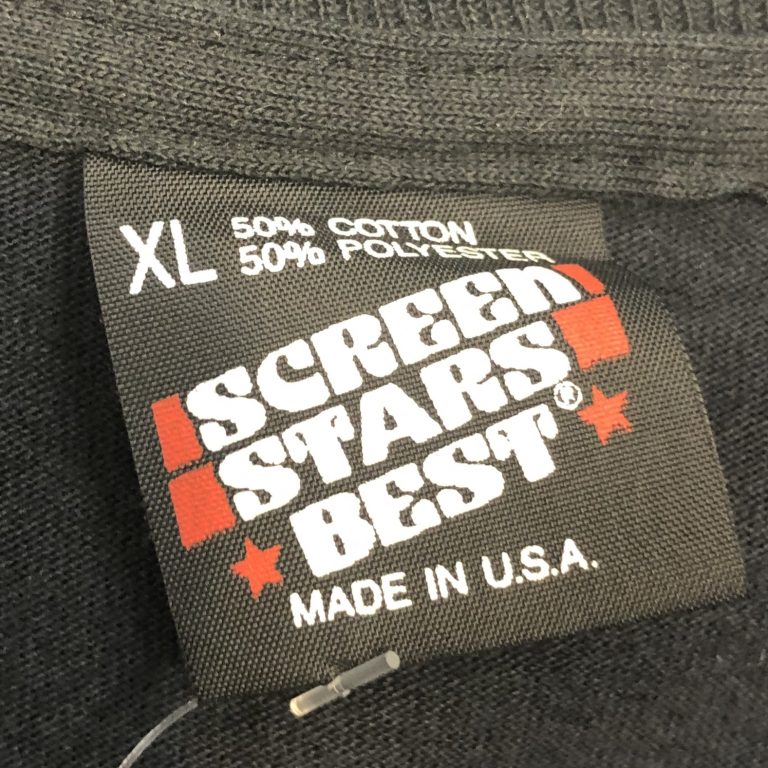 XL
50% COTTON
50% POLYESTER
SCREEN
STARS
BEST®
MADE IN U.S.A.